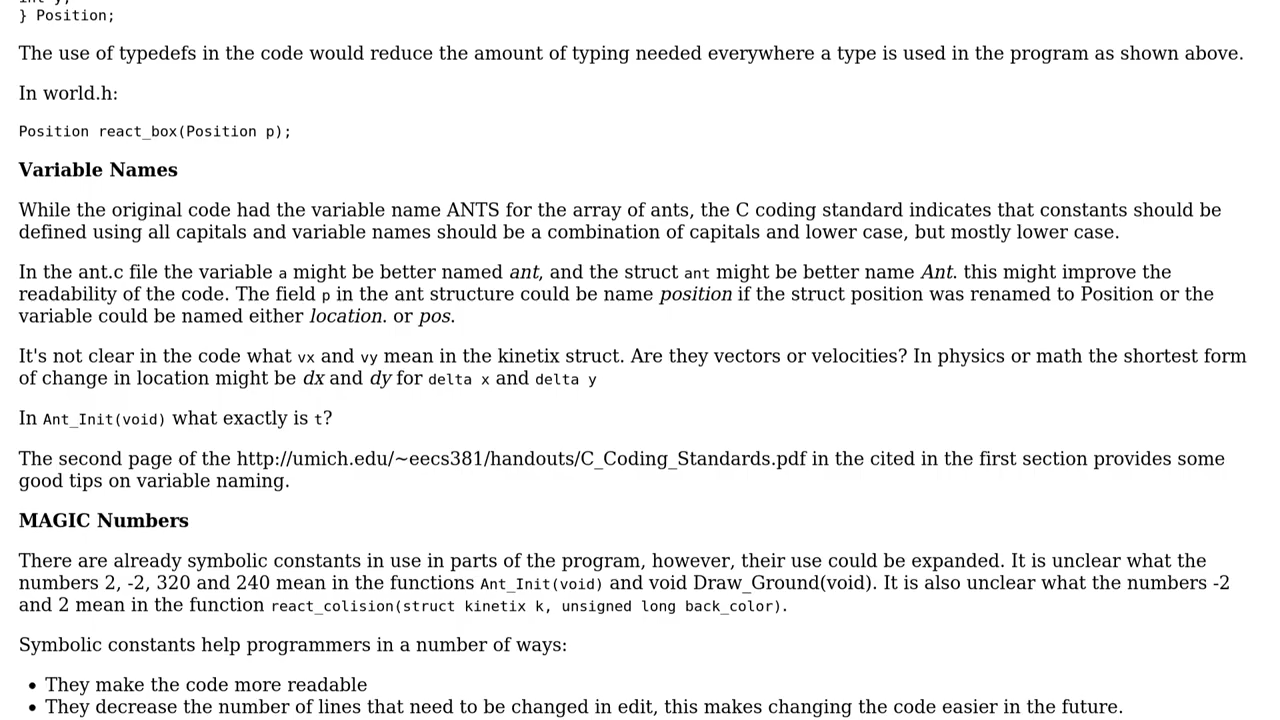 } Position;
The use of typedefs in the code would reduce the amount of typing needed everywhere a type is used in the program as shown above.
In world.h:
Position react_box(Position p);
Variable Names
While the original code had the variable name ANTS for the array of ants, the C coding standard indicates that constants should be
defined using all capitals and variable names should be a combination of capitals and lower case, but mostly lower case.
In the ant.c file the variable a might be better named ant, and the struct ant might be better name Ant. this might improve the
readability of the code. The field p in the ant structure could be name position if the struct position was renamed to Position or the
variable could be named either location. or pos.
It's not clear in the code what vx and vy mean in the kinetix struct. Are they vectors or velocities? In physics or math the shortest form
of change in location might be dx and dy for delta x and delta y
In Ant_Init(void) what exactly is t?
The second page of the http://umich.edu/~eecs381/handouts/C_Coding_Standards.pdf in the cited in the first section provides some
good tips on variable naming.
MAGIC Numbers
There are already symbolic constants in use in parts of the program, however, their use could be expanded. It is unclear what the
numbers 2, -2, 320 and 240 mean in the functions Ant_Init(void) and void Draw_Ground(void). It is also unclear what the numbers -2
and 2 mean in the function react_colision(struct kinetix k, unsigned long back_color).
Symbolic constants help programmers in a number of ways:
• They make the code more readable
• They decrease the number of lines that need to be changed in edit, this makes changing the code easier in the future.